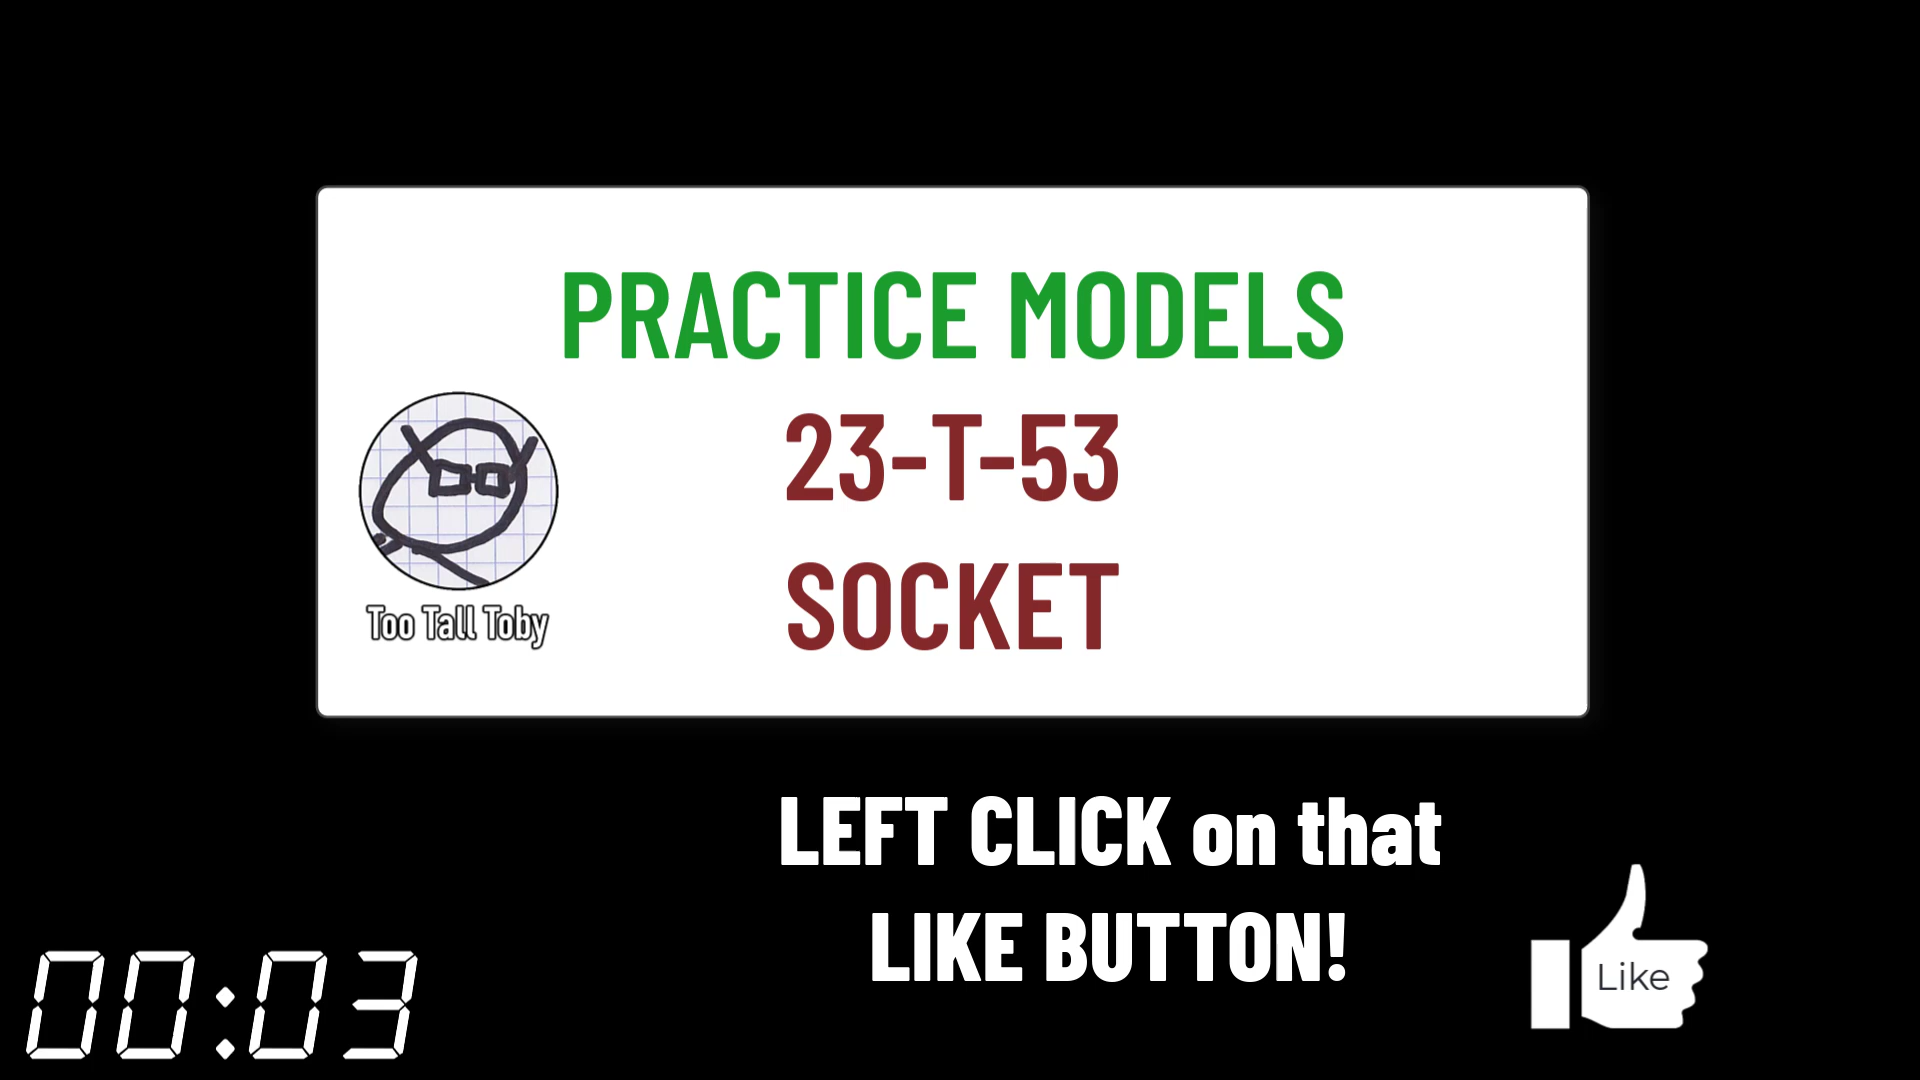 PRACTICE MODELS
23-T-53
SOCKET
Too Tall Toby
LEFT CLICK on that
LIKE BUTTON!
Like
00:03